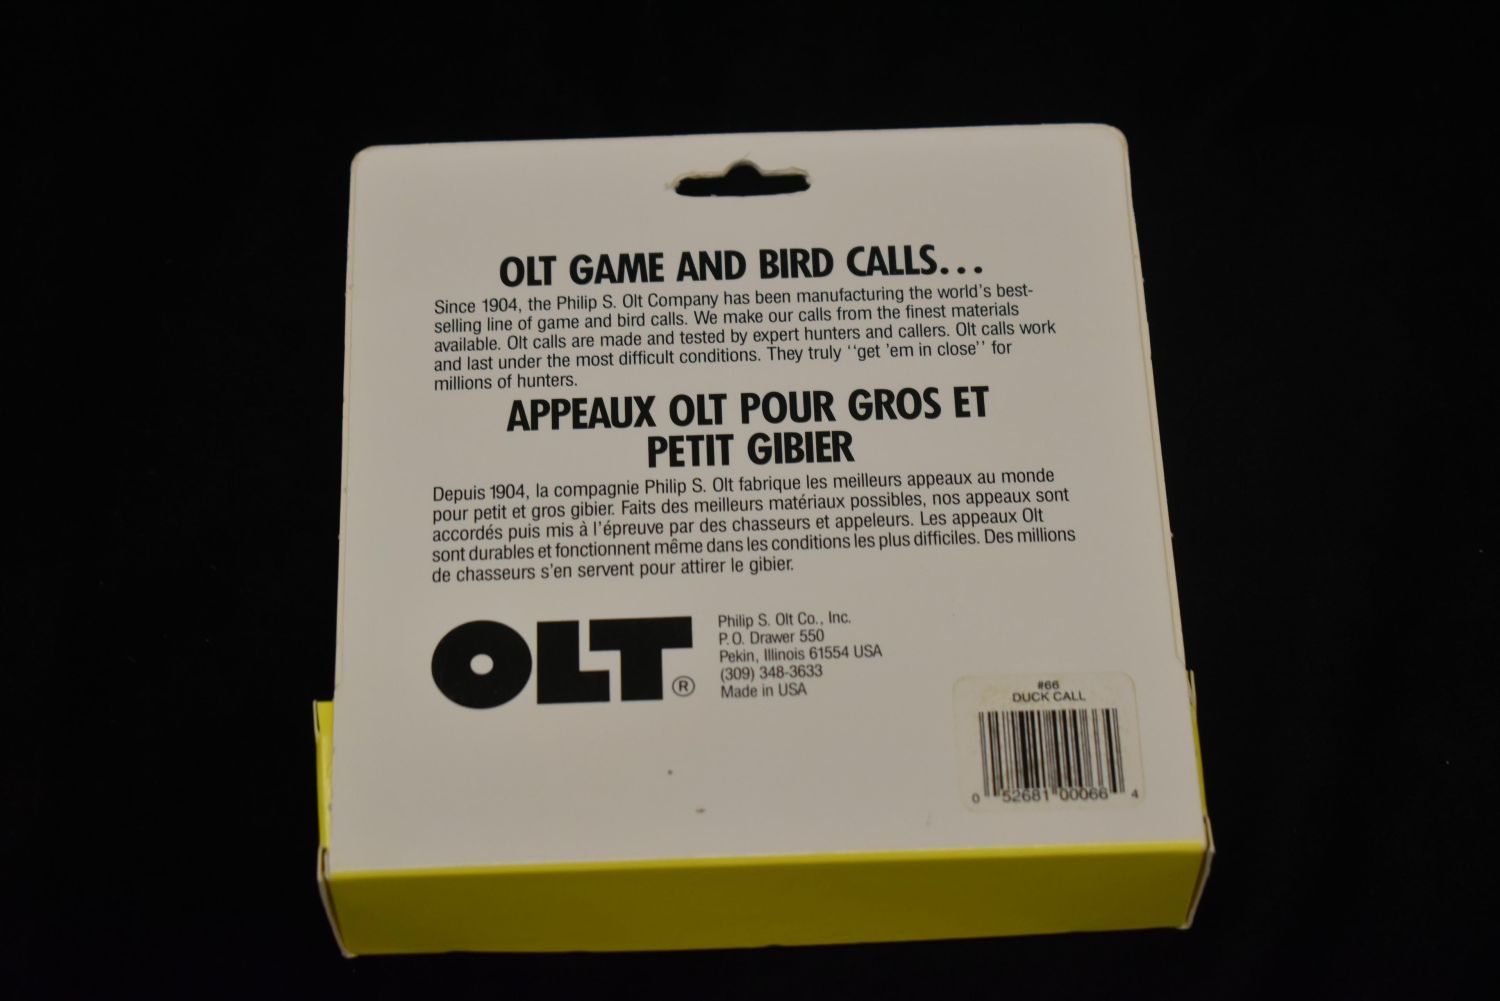 OLT GAME AND BIRD CALLS...
Since 1904, the Philip S. Olt Company has been manufacturing the world's best-
selling line of game and bird calls. We make our calls from the finest materials
available. Olt calls are made and tested by expert hunters and callers. Olt calls work
and last under the most difficult conditions. They truly "get 'em in close" for
millions of hunters.
APPEAUX OLT POUR GROS ET
PETIT GIBIER
Depuis 1904, la compagnie Philip S. Olt fabrique les meilleurs appeaux au monde
pour petit et gros gibier. Faits des meilleurs matériaux possibles, nos appeaux sont
accordés puis mis à l'épreuve par des chasseurs et appeleurs. Les appeaux Olt
sont durables et fonctionnent même dans les conditions les plus difficiles. Des millions
de chasseurs s'en servent pour attirer le gibier.
OLT®
Philip S. Olt Co., Inc.
P.O. Drawer 550
Pekin, Illinois 61554 USA
(309) 348-3633
Made in USA
#66
DUCK CALL
0 52681 00066 4